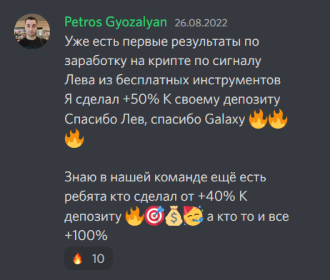 Petros Gyozalyan 26.08.2022
Уже есть первые результаты по
заработку на крипте по сигналу
Лева из бесплатных инструментов
Я сделал +50% К своему депозиту
Спасибо Лев, спасибо Galaxy 🔥🔥
🔥
Знаю в нашей команде ещё есть
ребята кто сделал от +40% К
депозиту 🔥🎯💰🥳 а кто то и все
+100%
🔥 10